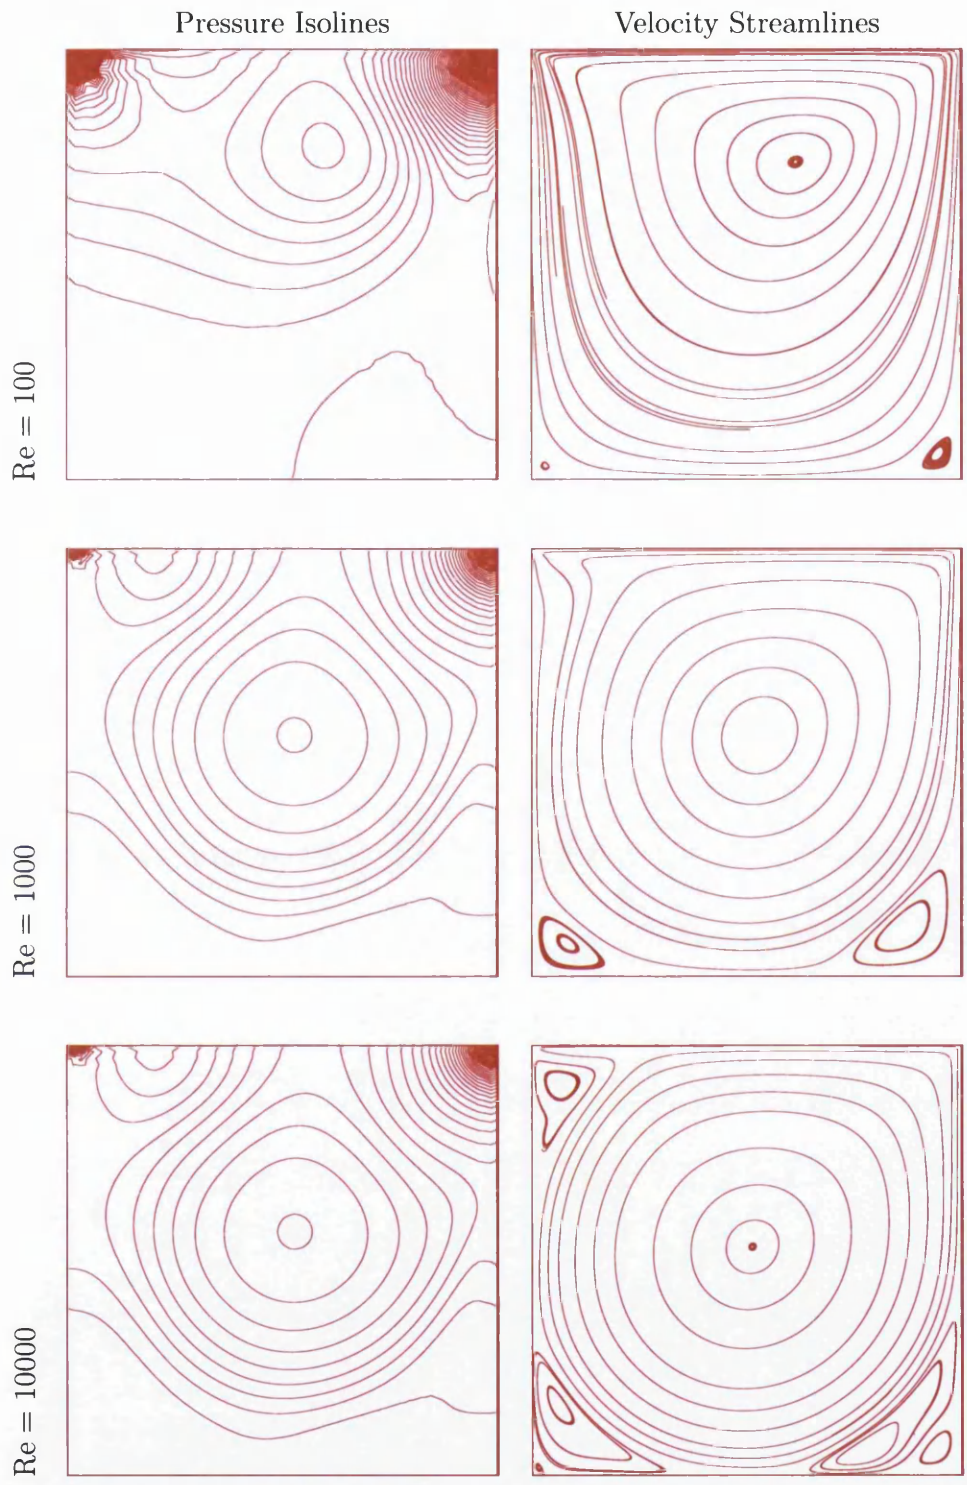 Pressure Isolines
Velocity Streamlines
Re = 100
Re = 1000
Re = 10000